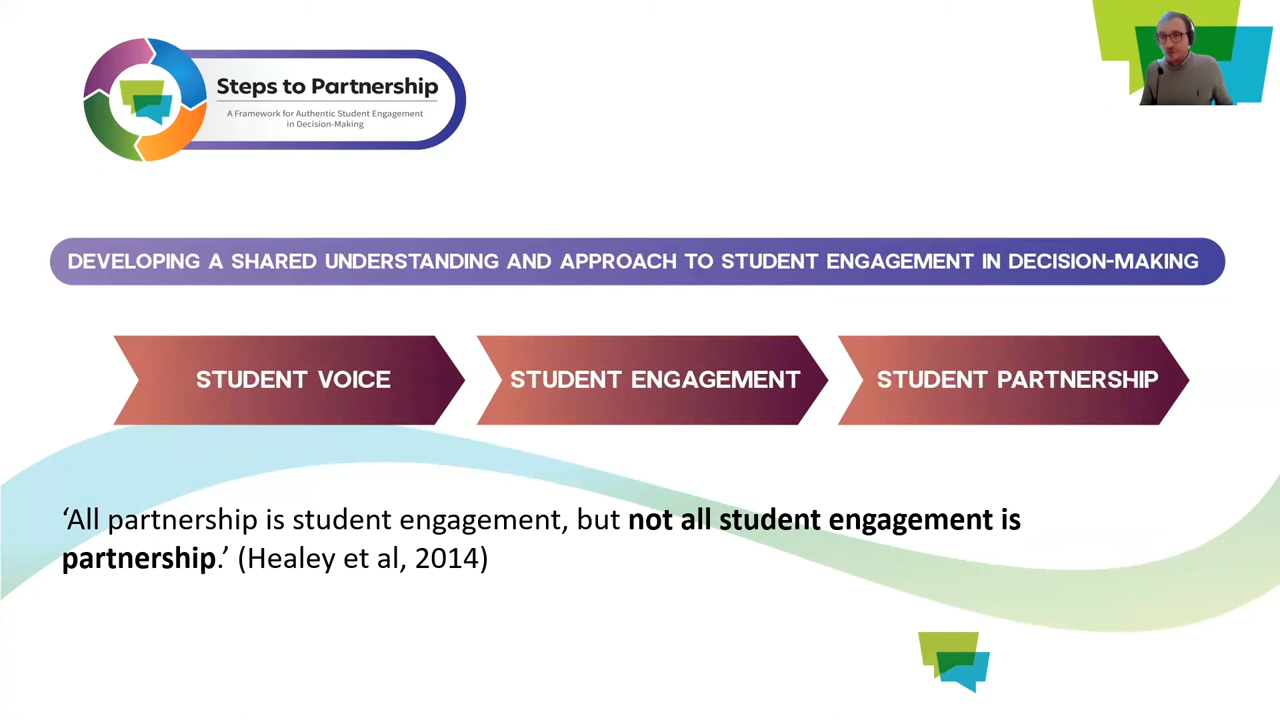 Steps to Partnership
A Framework for Authentic Student Engagement
in Decision-Making
DEVELOPING A SHARED UNDERSTANDING AND APPROACH TO STUDENT ENGAGEMENT IN DECISION-MAKING
STUDENT VOICE
STUDENT ENGAGEMENT
STUDENT PARTNERSHIP
‘All partnership is student engagement, but not all student engagement is
partnership.’ (Healey et al, 2014)